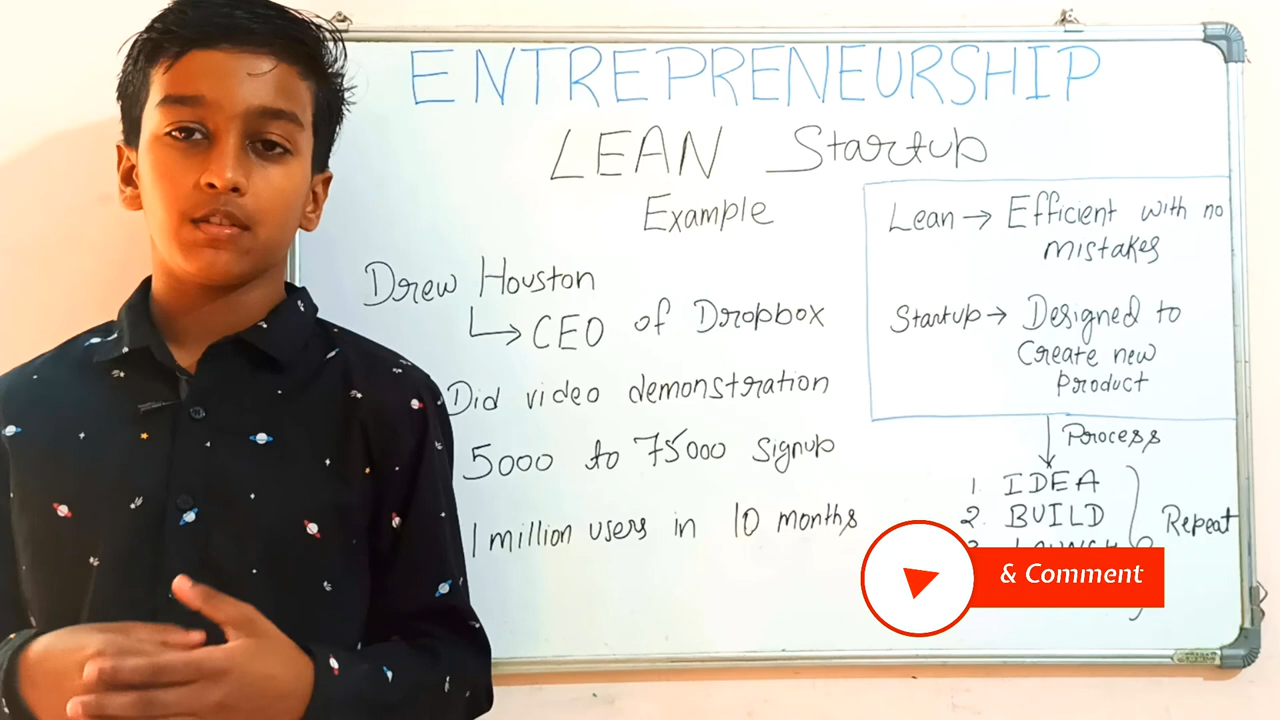 ENTREPRENEURSHIP
LEAN Startup
Example
Drew Houston
→ CEO of Dropbox
Did video demonstration
5000 to 75000 signup
1 million users in 10 months
Lean → Efficient with no
mistakes
Startup → Designed to
Create new
Product
Process
1. IDEA
2. BUILD
Repeat
& Comment